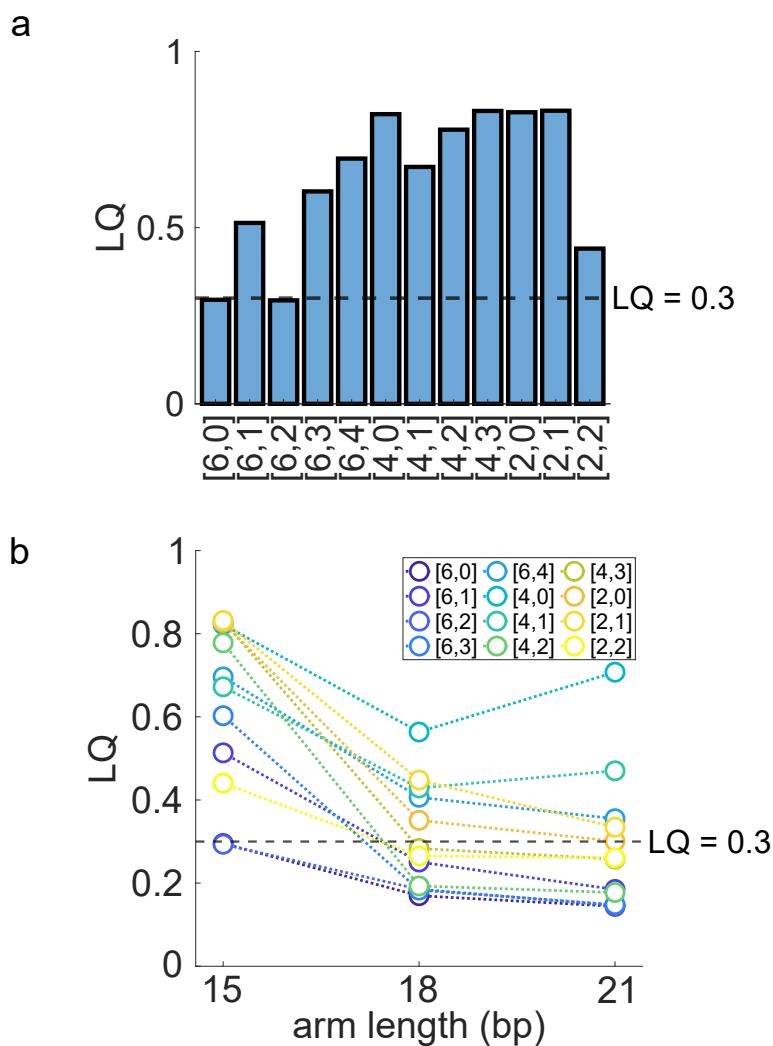 a
1
0.5
0
LQ
LQ = 0.3
[6,0]
[6,1]
[6,2]
[6,3]
[6,4]
[4,0]
[4,1]
[4,2]
[4,3]
[2,0]
[2,1]
[2,2]
b
1
0.8
0.6
0.4
0.2
0
LQ
[6,0] [6,4] [4,3]
[6,1] [4,0] [2,0]
[6,2] [4,1] [2,1]
[6,3] [4,2] [2,2]
LQ = 0.3
15 18 21
arm length (bp)